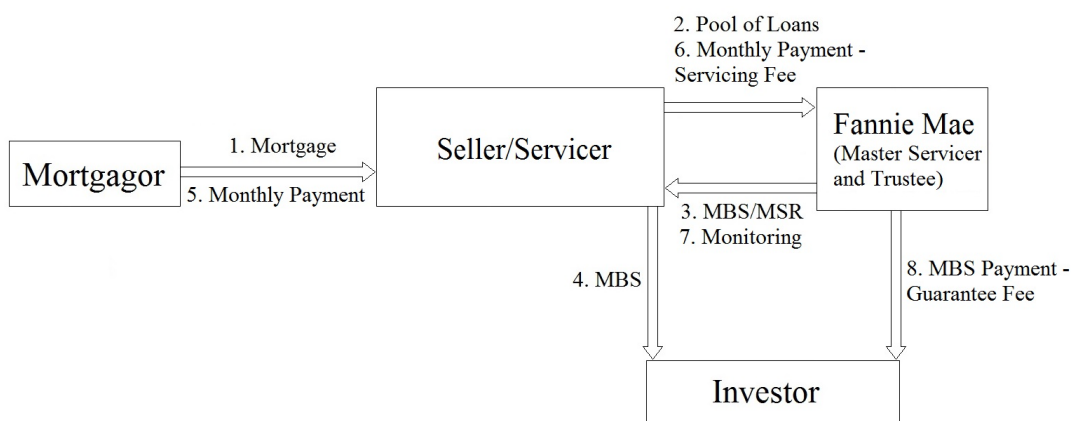 2. Pool of Loans
6. Monthly Payment -
Servicing Fee
Fannie Mae
(Master Servicer
and Trustee)
Seller/Servicer
Mortgagor
1. Mortgage
5. Monthly Payment
3. MBS/MSR
7. Monitoring
4. MBS
8. MBS Payment -
Guarantee Fee
Investor